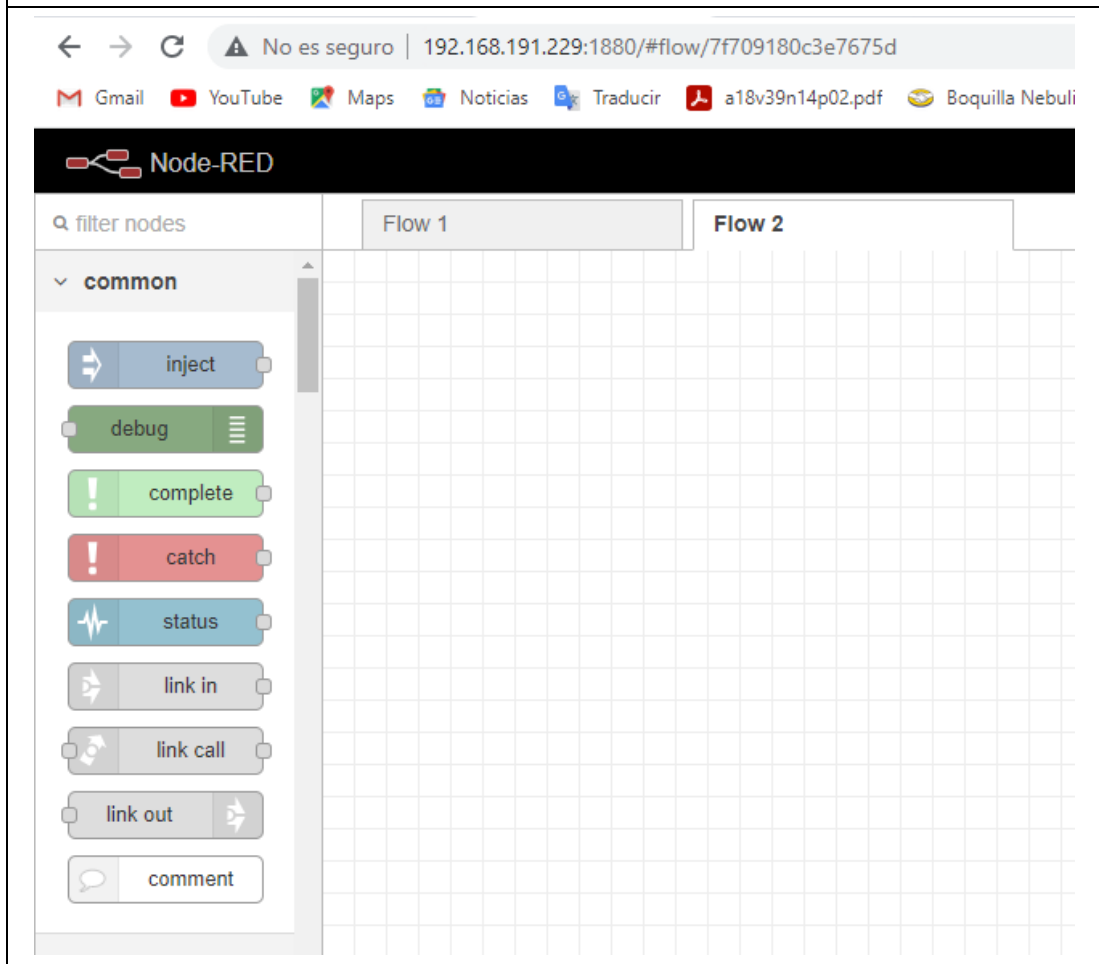 No es seguro | 192.168.191.229:1880/#flow/7f709180c3e7675d
Gmail YouTube Maps Noticias Traducir a18v39n14p02.pdf Boquilla Nebuli
Node-RED
filter nodes Flow 1 Flow 2
common
inject
debug
complete
catch
status
link in
link call
link out
comment